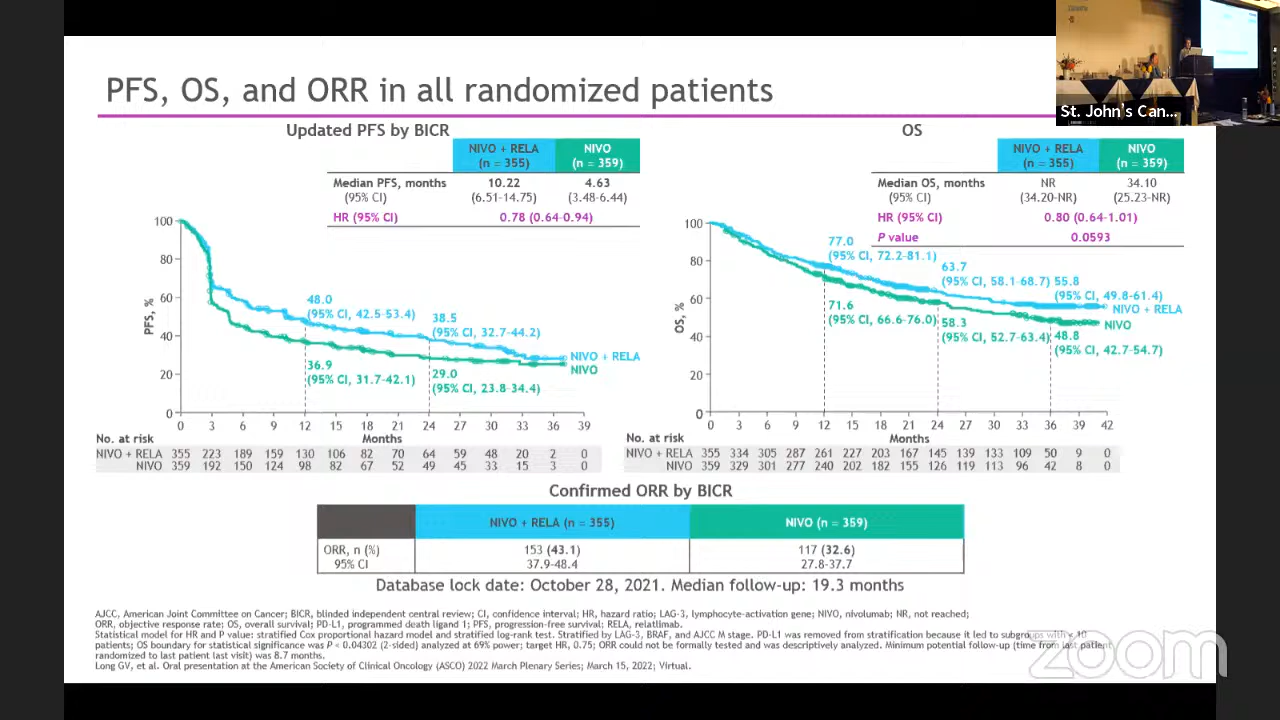 PFS, OS, and ORR in all randomized patients
St. John's Can...
Updated PFS by BICR
NIVO + RELA (n = 355) NIVO (n = 359)
Median PFS, months 10.22 4.63
(95% CI) (6.51-14.75) (3.48-6.44)
HR (95% CI) 0.78 (0.64-0.94)
PFS, %
100
80
60
40
20
0
48.0
(95% CI, 42.5-53.4)
38.5
(95% CI, 32.7-44.2)
36.9
(95% CI, 31.7-42.1)
29.0
(95% CI, 23.8-34.4)
NIVO + RELA
NIVO
0 3 6 9 12 15 18 21 24 27 30 33 36 39
No. at risk
Months
NIVO + RELA 355 223 189 159 130 106 82 70 64 59 48 20 2 0
NIVO 359 192 150 124 98 82 67 52 49 45 33 15 3 0
OS
NIVO + RELA (n = 355) NIVO (n = 359)
Median OS, months NR 34.10
(95% CI) (34.20-NR) (25.23-NR)
HR (95% CI) 0.80 (0.64-1.01)
P value 0.0593
OS, %
100
80
60
40
20
0
77.0
(95% CI, 72.2-81.1)
63.7
(95% CI, 58.1-68.7)
55.8
(95% CI, 49.8-61.4)
NIVO + RELA
NIVO
71.6
(95% CI, 66.6-76.0)
58.3
(95% CI, 52.7-63.4)
48.8
(95% CI, 42.7-54.7)
0 3 6 9 12 15 18 21 24 27 30 33 36 39 42
No. at risk
Months
NIVO + RELA 355 334 305 287 261 227 203 167 145 139 133 109 50 9 0
NIVO 359 329 301 277 240 202 182 155 126 119 113 96 42 8 0
Confirmed ORR by BICR
NIVO + RELA (n = 355) NIVO (n = 359)
ORR, n (%) 153 (43.1) 117 (32.6)
95% CI 37.9-48.4 27.8-37.7
Database lock date: October 28, 2021. Median follow-up: 19.3 months
AJCC, American Joint Committee on Cancer; BICR, blinded independent central review; CI, confidence interval; HR, hazard ratio; LAG-3, lymphocyte-activation gene; NIVO, nivolumab; NR, not reached;
ORR, objective response rate; OS, overall survival; PD-L1, programmed death ligand 1; PFS, progression-free survival; RELA, relatlimab.
Statistical model for HR and P value: stratified Cox proportional hazard model and stratified log-rank test. Stratified by LAG-3, BRAF, and AJCC M stage. PD-L1 was removed from stratification because it led to subgroups with < 10
patients; OS boundary for statistical significance was P < 0.04302 (2-sided) analyzed at 69% power; target HR, 0.75; ORR could not be formally tested and was descriptively analyzed. Minimum potential follow-up (time from last patient
randomized to last patient last visit) was 8.7 months.
Long GV, et al. Oral presentation at the American Society of Clinical Oncology (ASCO) 2022 March Plenary Series; March 15, 2022; Virtual.
zoom